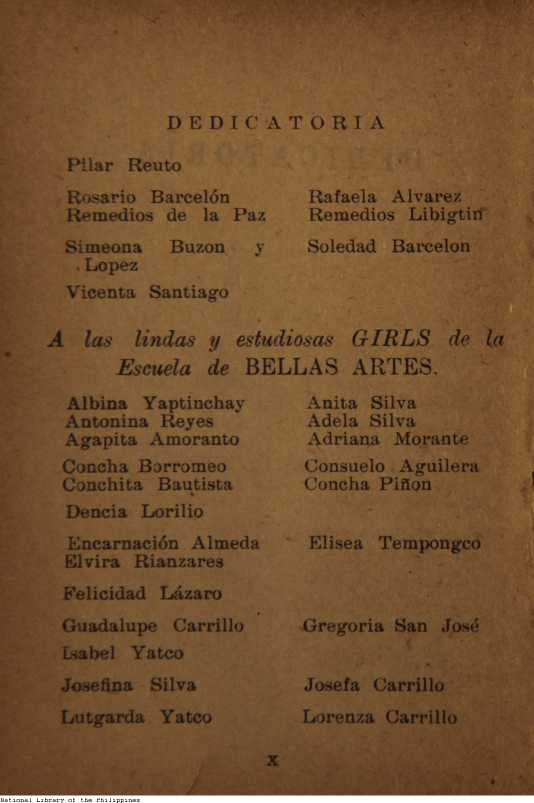 DEDICATORIA
Pilar Reuto
Rosario Barcelón Rafaela Alvarez
Remedios de la Paz Remedios Libigtin
Simeona Buzon y Soledad Barcelon
Lopez
Vicenta Santiago
A las lindas y estudiosas GIRLS de la
Escuela de BELLAS ARTES.
Albina Yaptinchay Anita Silva
Antonina Reyes Adela Silva
Agapita Amoranto Adriana Morante
Concha Borromeo Consuelo Aguilera
Conchita Bautista Concha Piñon
Dencia Lorilio
Encarnación Almeda Elisea Tempongco
Elvira Rianzares
Felicidad Lázaro
Guadalupe Carrillo Gregoria San José
Isabel Yatco
Josefina Silva Josefa Carrillo
Lutgarda Yatco Lorenza Carrillo
X
National Library of the Philippines